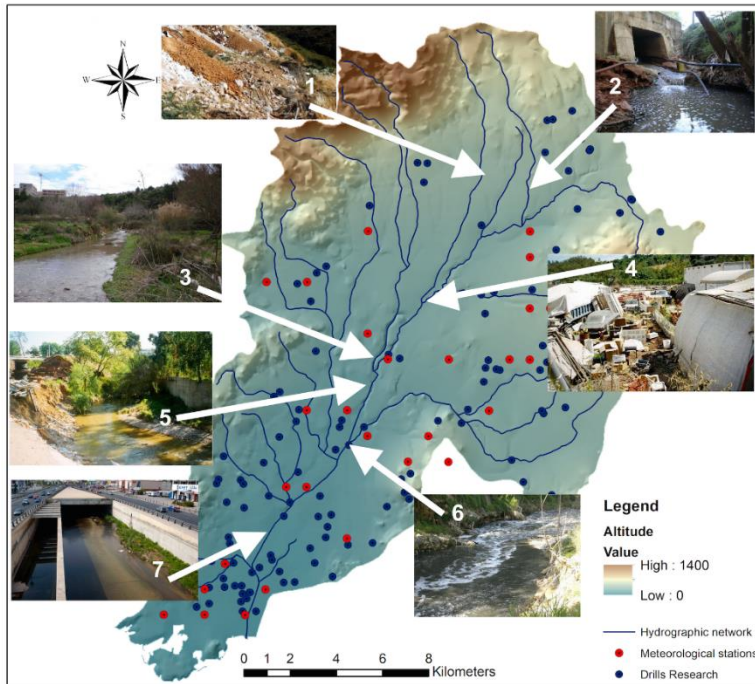 N
W E
S
1
2
3
4
5
6
7
Legend
Altitude
Value
High : 1400
Low : 0
Hydrographic network
Meteorological stations
Drills Research
0 1 2 4 6 8
Kilometers